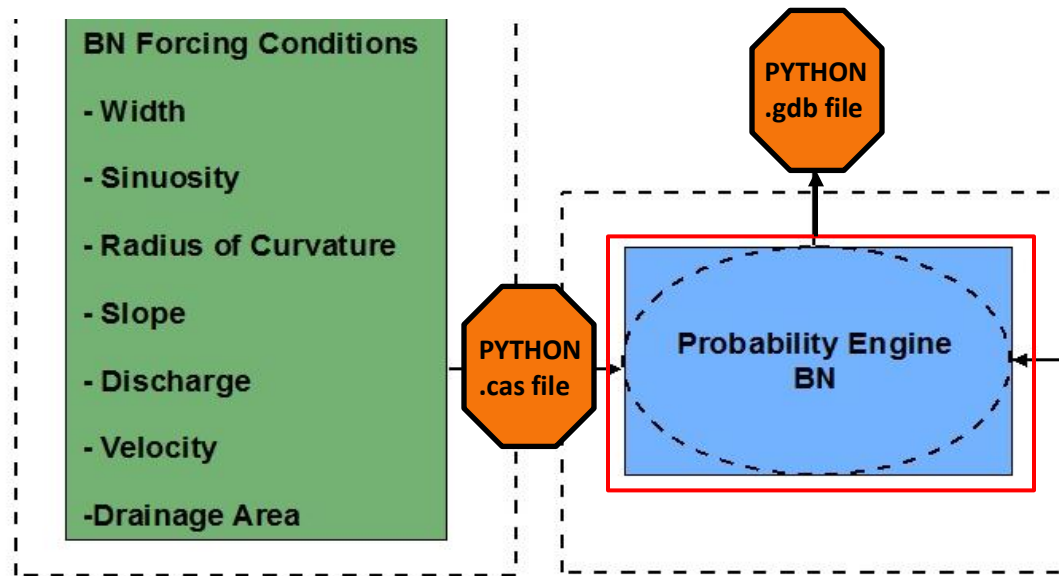 BN Forcing Conditions
- Width
- Sinuosity
- Radius of Curvature
- Slope
- Discharge
- Velocity
-Drainage Area
PYTHON
.cas file
PYTHON
.gdb file
Probability Engine
BN